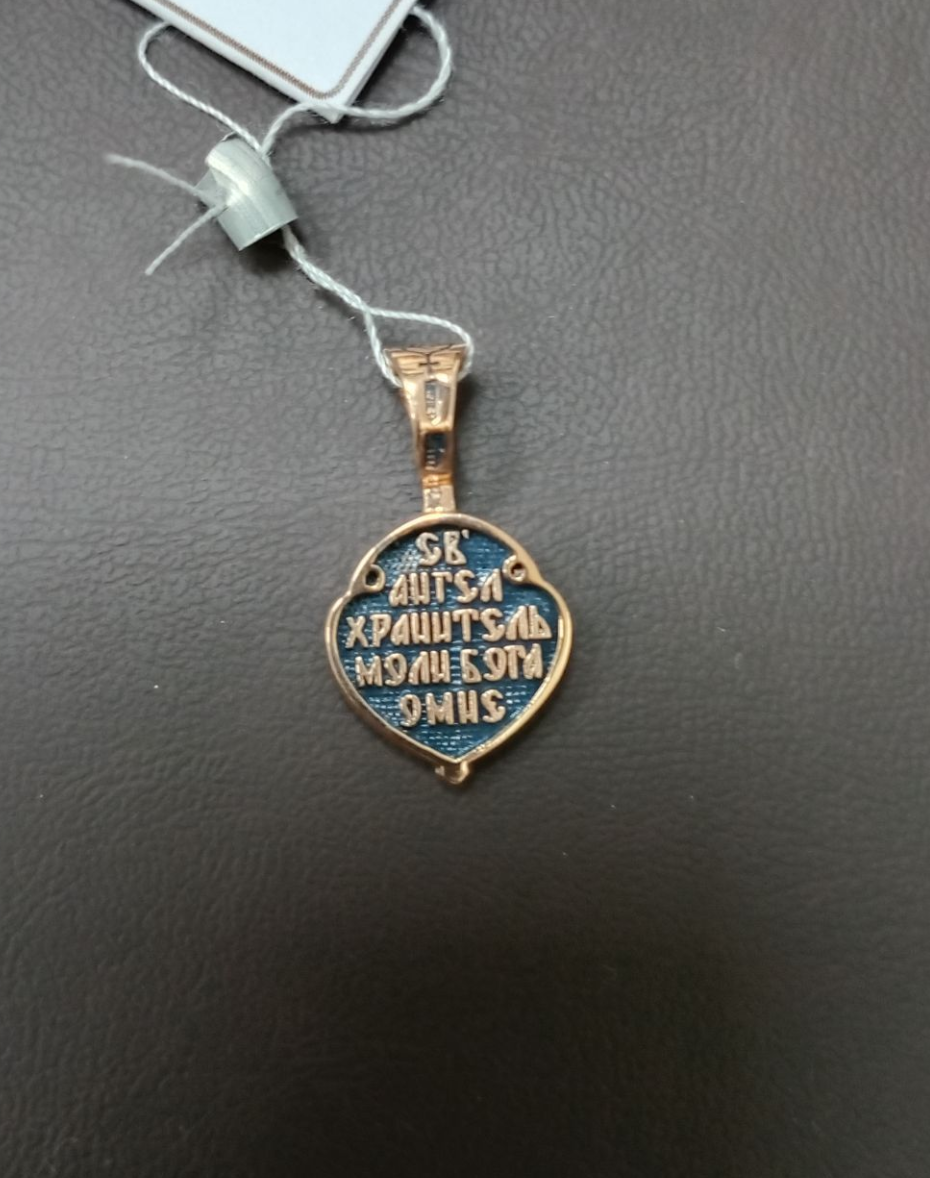 СВ'
АНГЕЛ
ХРАНИТЕЛЬ
МОЛИ БОГА
О МНЕ